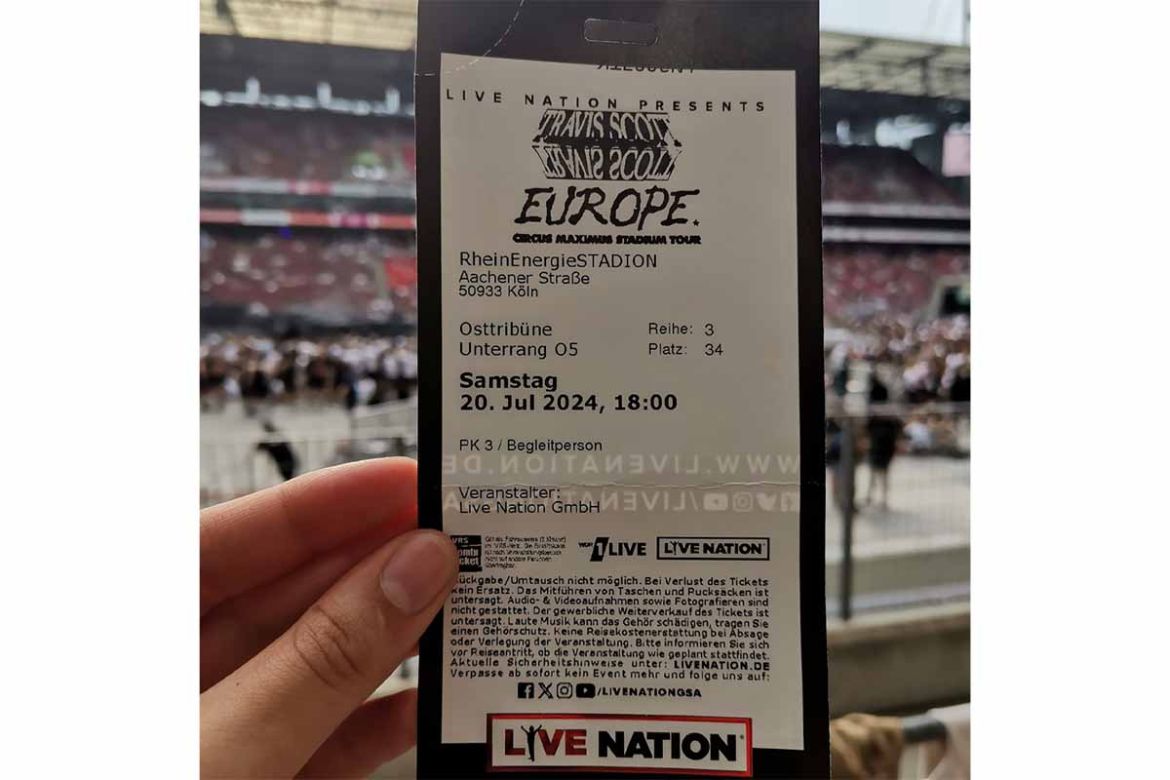 LIVE NATION PRESENTS
TRAVIS SCOTT
TRAVIS SCOTT
EUROPE.
CIRCUS MAXIMUS STADIUM TOUR
RheinEnergieSTADION
Aachener Straße
50933 Köln
Osttribüne Reihe: 3
Unterrang O5 Platz: 34
Samstag
20. Jul 2024, 18:00
PK 3 / Begleitperson
WWW.LIVENATION.DE
Veranstalter:
Live Nation GmbH
/LIVENATION
VRS
1LIVE LIVE NATION
Rückgabe/Umtausch nicht möglich. Bei Verlust des Tickets
kein Ersatz. Das Mitführen von Taschen und Rucksäcken ist
untersagt. Audio- & Videoaufnahmen sowie Fotografieren sind
nicht gestattet. Der gewerbliche Weiterverkauf des Tickets ist
untersagt. Laute Musik kann das Gehör schädigen, tragen Sie
einen Gehörschutz. Keine Reisekostenerstattung bei Absage
oder Verlegung der Veranstaltung. Bitte informieren Sie sich
vor Reiseantritt, ob die Veranstaltung wie geplant stattfindet.
Aktuelle Sicherheitshinweise unter: LIVENATION.DE
Verpasse ab sofort kein Event mehr und folge uns auf:
/LIVENATIONGSA
LIVE NATION